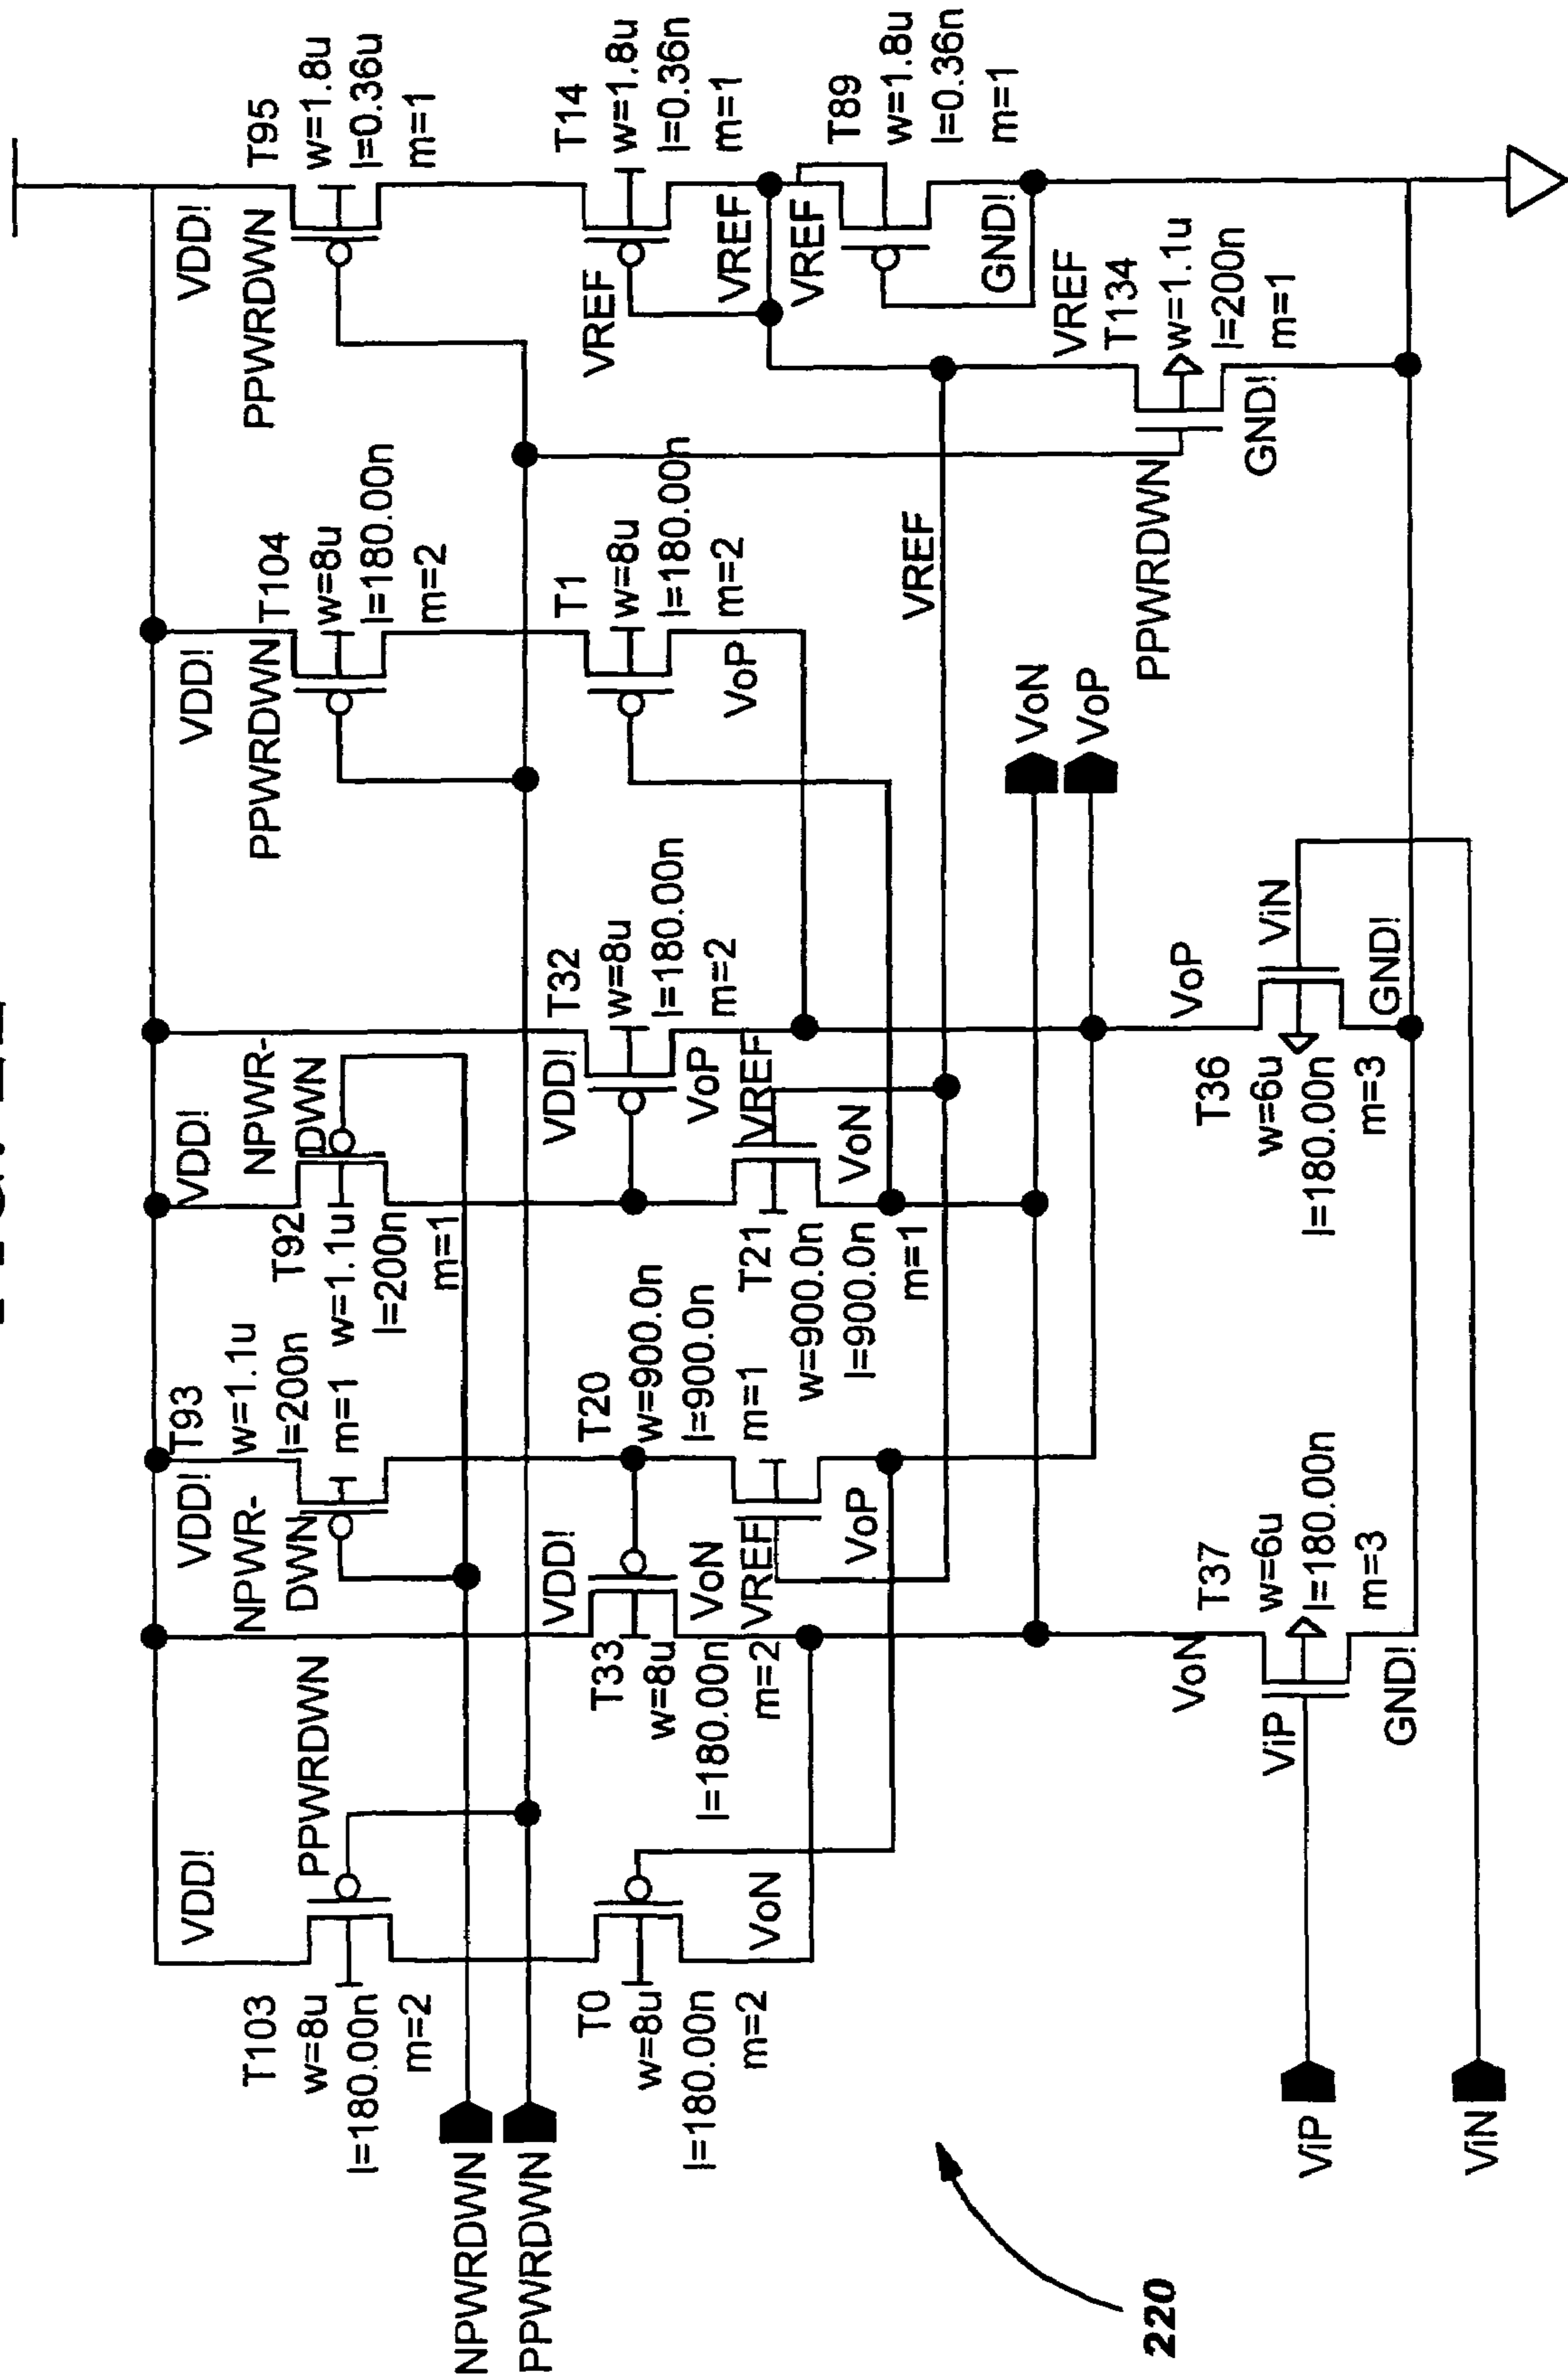 NPWRDWN
PPWRDWN
ViP
ViN
220
T103
w=8u
l=180.00n
m=2
VDD!
PPWRDWN
T0
w=8u
l=180.00n
m=2
VoN
VDD!
NPWR-
DWN
T93
w=1.1u
l=200n
m=1
VDD!
T33
w=8u
l=180.00n
m=2
VoN
T20
w=900.0n
l=900.0n
m=1
VREF
VoP
VoN
ViP
T37
w=6u
l=180.00n
m=3
GND!
VDD!
NPWR-
DWN
T92
w=1.1u
l=200n
m=1
VDD!
T32
w=8u
l=180.00n
m=2
VoP
VREF
VoN
T21
w=900.0n
l=900.0n
m=1
VoP
ViN
T36
w=6u
l=180.00n
m=3
GND!
VDD!
PPWRDWN
T104
w=8u
l=180.00n
m=2
T1
w=8u
l=180.00n
m=2
VoP
VREF
VoN
VoP
VDD!
PPWRDWN
T95
w=1.8u
l=0.36u
m=1
VREF
T14
w=1.8u
l=0.36n
m=1
VREF
VREF
T89
w=1.8u
l=0.36n
m=1
GND!
VREF
T134
w=1.1u
l=200n
m=1
PPWRDWN
GND!